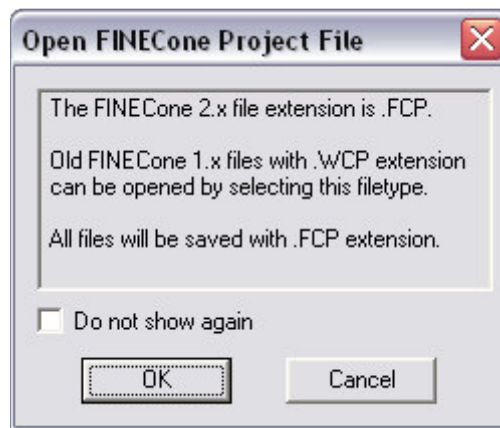 Open FINECone Project File
The FINECone 2.x file extension is .FCP.
Old FINECone 1.x files with .WCP extension
can be opened by selecting this filetype.
All files will be saved with .FCP extension.
Do not show again
OK
Cancel